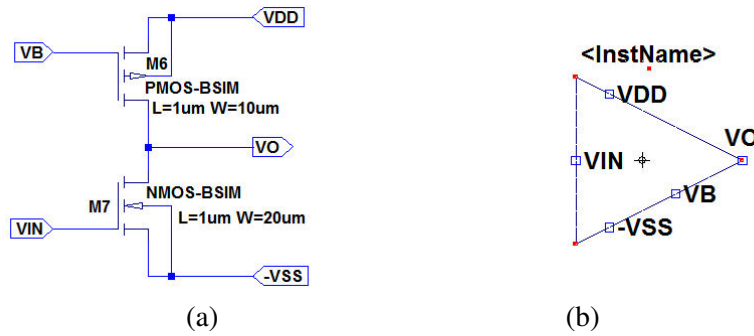 VDD
VB
M6
PMOS-BSIM
L=1um W=10um
VO
NMOS-BSIM
M7
L=1um W=20um
VIN
-VSS
(a)
<InstName>
VDD
VO
VIN
VB
-VSS
(b)